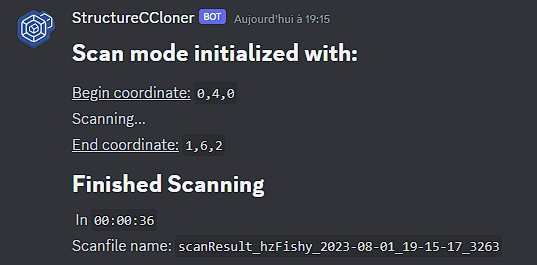 StructureCCloner BOT Aujourd'hui à 19:15
Scan mode initialized with:
Begin coordinate: 0,4,0
Scanning...
End coordinate: 1,6,2
Finished Scanning
In 00:00:36
Scanfile name: scanResult_hzFishy_2023-08-01_19-15-17_3263